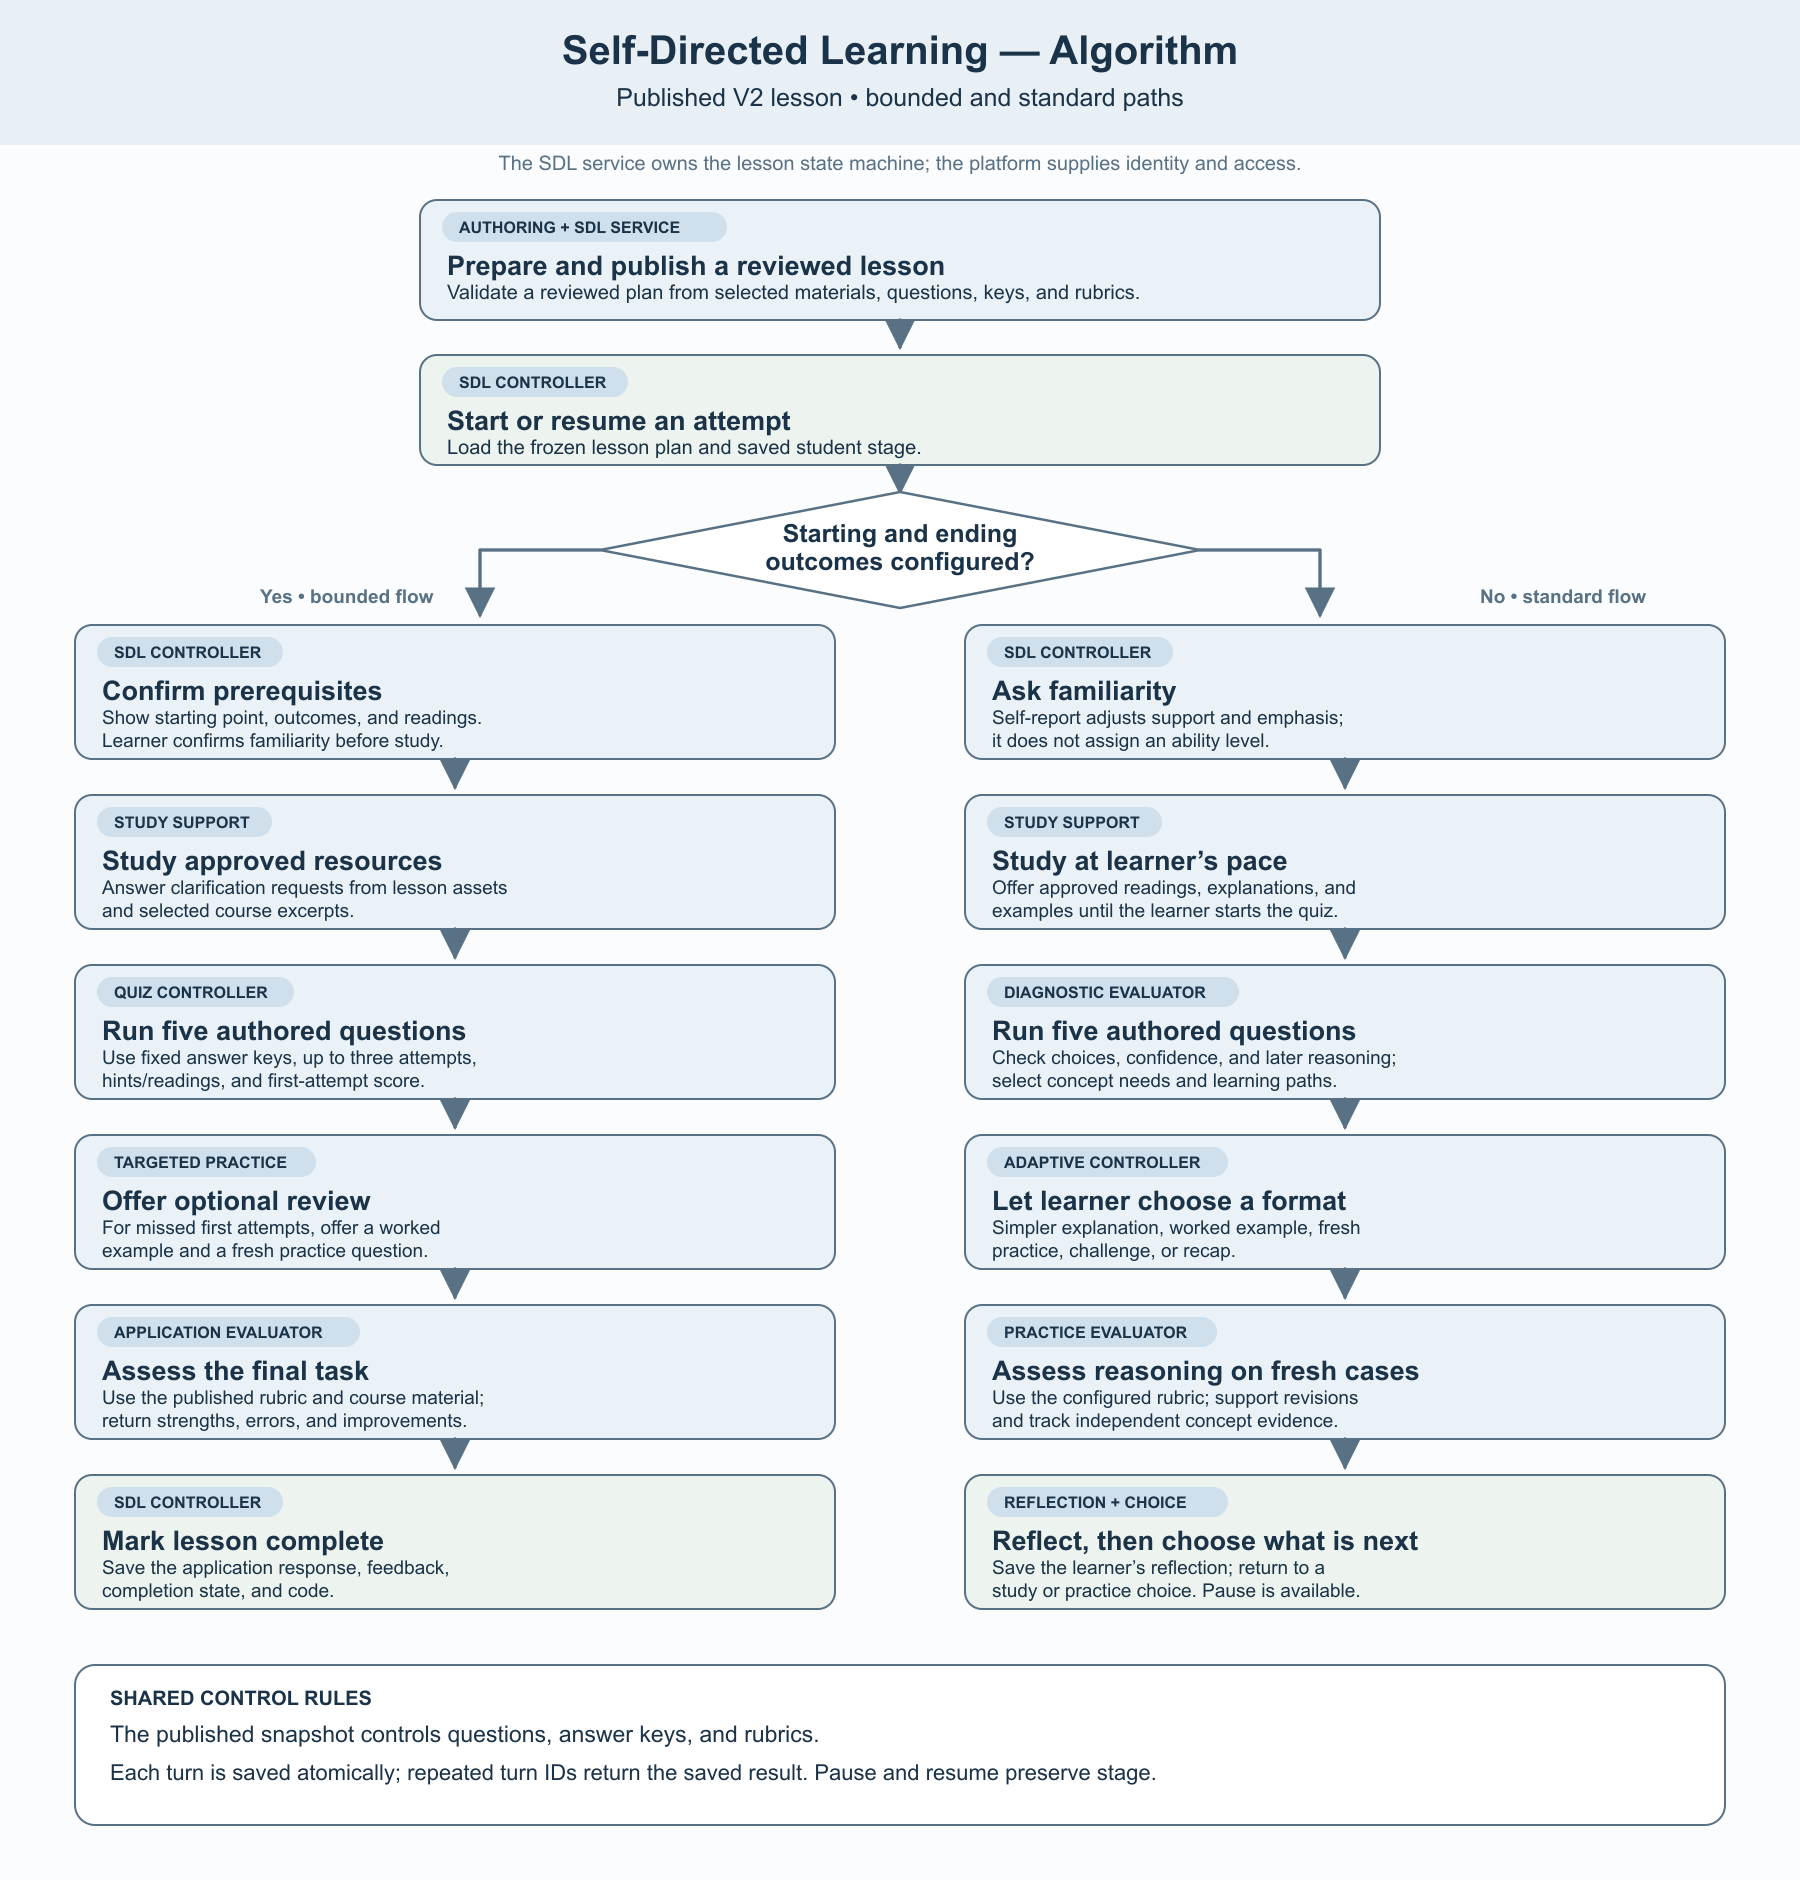 Self-Directed Learning — Algorithm
Published V2 lesson • bounded and standard paths
The SDL service owns the lesson state machine; the platform supplies identity and access.
AUTHORING + SDL SERVICE
Prepare and publish a reviewed lesson
Validate a reviewed plan from selected materials, questions, keys, and rubrics.
SDL CONTROLLER
Start or resume an attempt
Load the frozen lesson plan and saved student stage.
Starting and ending
outcomes configured?
Yes • bounded flow
No • standard flow
SDL CONTROLLER
Confirm prerequisites
Show starting point, outcomes, and readings.
Learner confirms familiarity before study.
STUDY SUPPORT
Study approved resources
Answer clarification requests from lesson assets
and selected course excerpts.
QUIZ CONTROLLER
Run five authored questions
Use fixed answer keys, up to three attempts,
hints/readings, and first-attempt score.
TARGETED PRACTICE
Offer optional review
For missed first attempts, offer a worked
example and a fresh practice question.
APPLICATION EVALUATOR
Assess the final task
Use the published rubric and course material;
return strengths, errors, and improvements.
SDL CONTROLLER
Mark lesson complete
Save the application response, feedback,
completion state, and code.
SDL CONTROLLER
Ask familiarity
Self-report adjusts support and emphasis;
it does not assign an ability level.
STUDY SUPPORT
Study at learner’s pace
Offer approved readings, explanations, and
examples until the learner starts the quiz.
DIAGNOSTIC EVALUATOR
Run five authored questions
Check choices, confidence, and later reasoning;
select concept needs and learning paths.
ADAPTIVE CONTROLLER
Let learner choose a format
Simpler explanation, worked example, fresh
practice, challenge, or recap.
PRACTICE EVALUATOR
Assess reasoning on fresh cases
Use the configured rubric; support revisions
and track independent concept evidence.
REFLECTION + CHOICE
Reflect, then choose what is next
Save the learner’s reflection; return to a
study or practice choice. Pause is available.
SHARED CONTROL RULES
The published snapshot controls questions, answer keys, and rubrics.
Each turn is saved atomically; repeated turn IDs return the saved result. Pause and resume preserve stage.